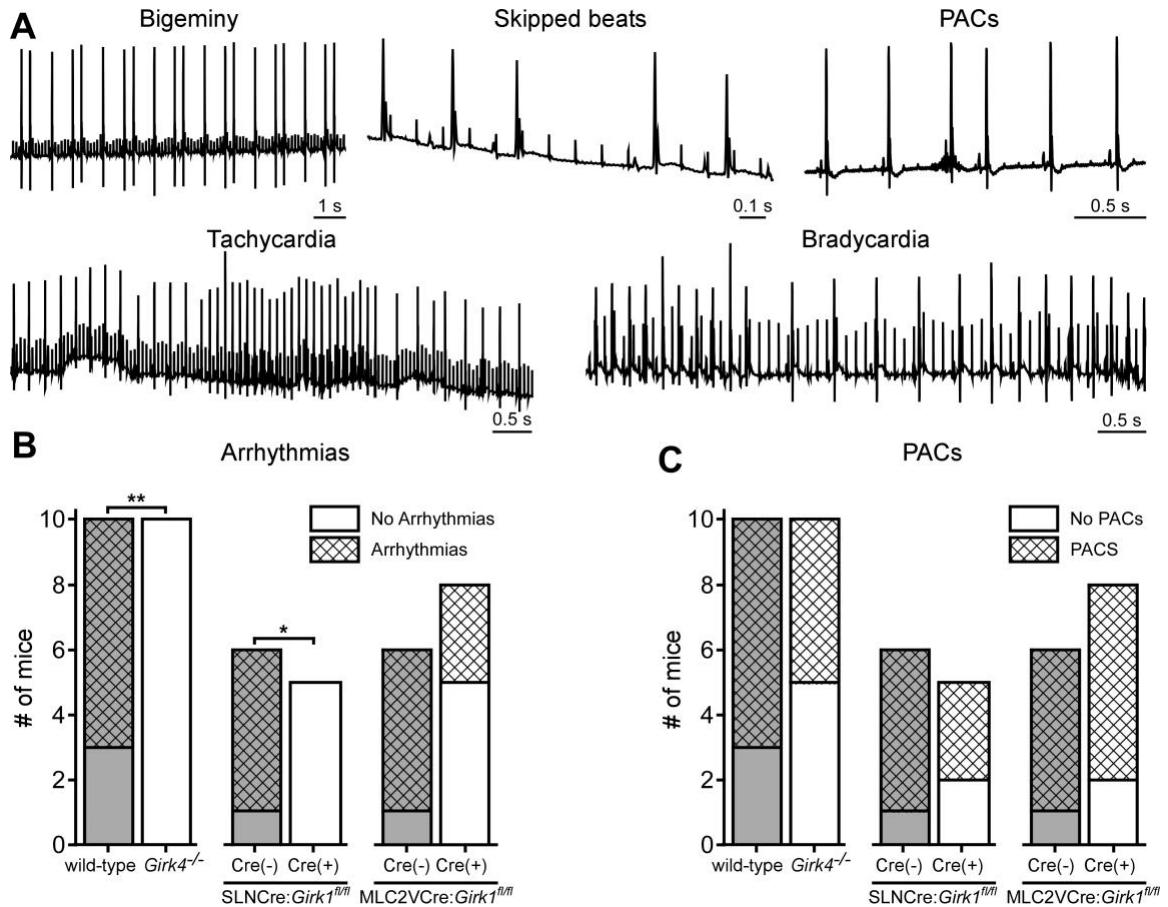 A
Bigeminy
Skipped beats
PACs
1 s
0.1 s
0.5 s
Tachycardia
Bradycardia
0.5 s
0.5 s
B
Arrhythmias
**
No Arrhythmias
Arrhythmias
*
# of mice
10
8
6
4
2
0
wild-type Girk4-/-
Cre(-) Cre(+)
SLNCre:Girk1fl/fl
Cre(-) Cre(+)
MLC2VCre:Girk1fl/fl
C
PACs
No PACs
PACS
# of mice
10
8
6
4
2
0
wild-type Girk4-/-
Cre(-) Cre(+)
SLNCre:Girk1fl/fl
Cre(-) Cre(+)
MLC2VCre:Girk1fl/fl